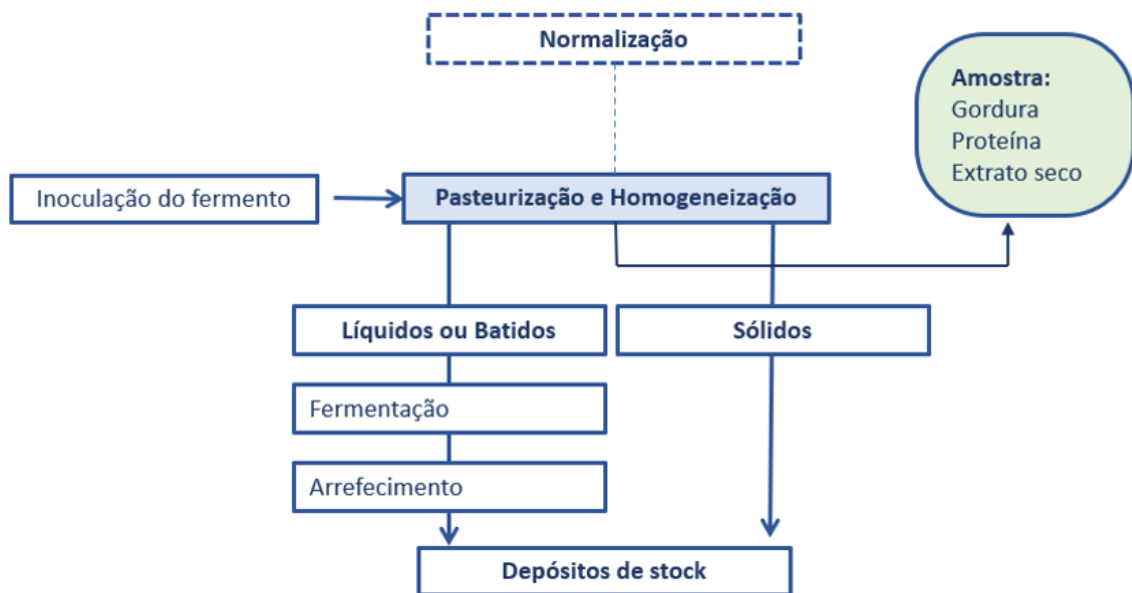 Normalização
Amostra:
Gordura
Proteína
Extrato seco
Inoculação do fermento
Pasteurização e Homogeneização
Líquidos ou Batidos
Sólidos
Fermentação
Arrefecimento
Depósitos de stock